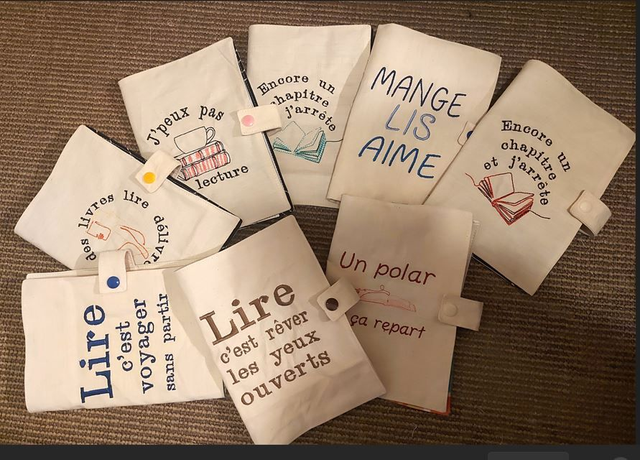 J'peux pas
lecture
Encore un
chapitre
et j'arrête
MANGE
LIS
AIME
Encore un
chapitre
et j'arrête
des livres lire
délivre
Lire
c'est
voyager
sans partir
Lire
c'est rêver
les yeux
ouverts
Un polar
ça repart